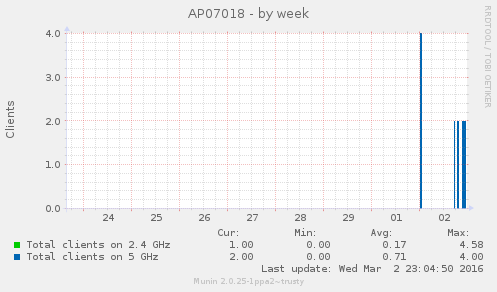 AP07018 - by week
RRDTOOL / TOBI OETIKER
Clients
4.0
3.0
2.0
1.0
0.0
24 25 26 27 28 29 01 02
Cur: Min: Avg: Max:
Total clients on 2.4 GHz 1.00 0.00 0.17 4.58
Total clients on 5 GHz 2.00 0.00 0.71 4.00
Last update: Wed Mar 2 23:04:50 2016
Munin 2.0.25-1ppa2~trusty